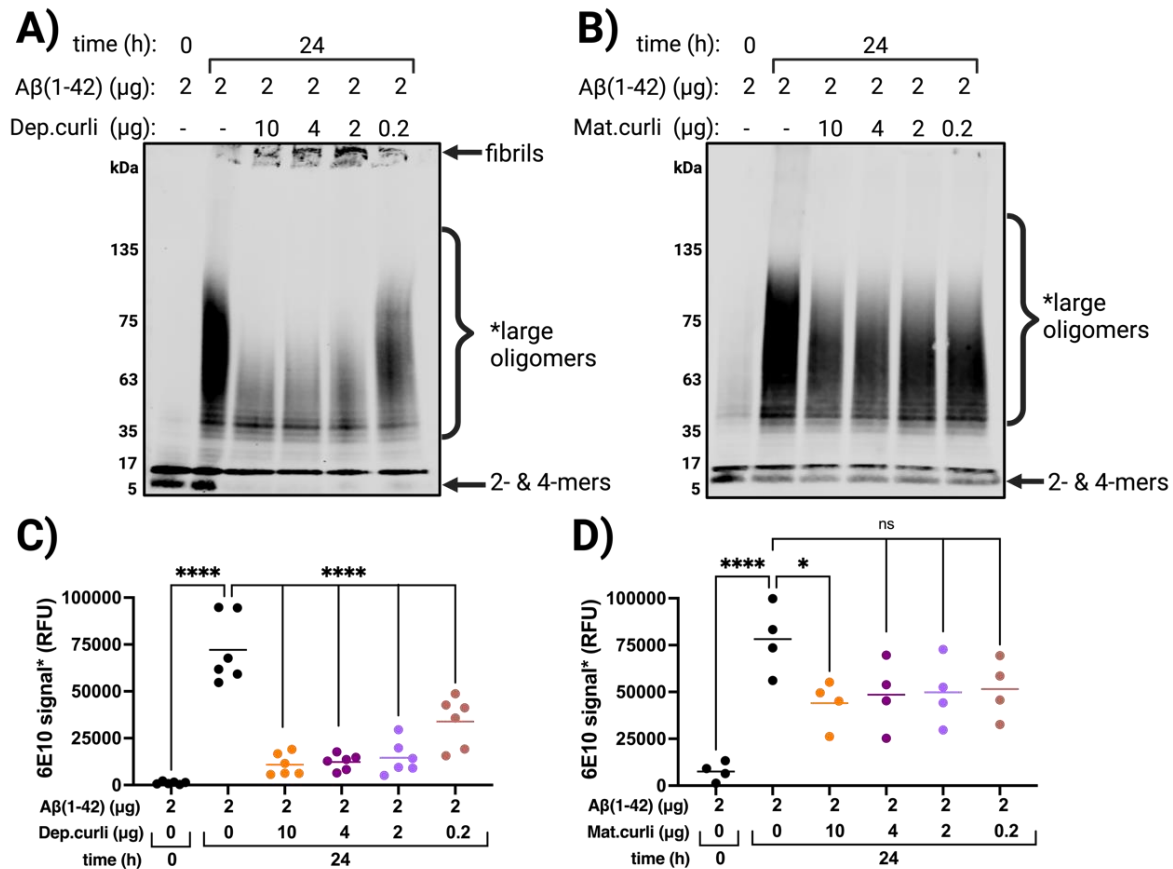 A)
time (h): 0 24
Aβ(1-42) (µg): 2 2 2 2 2 2
Dep.curli (µg): - - 10 4 2 0.2
kDa
fibrils
135
75
*large
oligomers
63
35
17
5
2- & 4-mers
B)
time (h): 0 24
Aβ(1-42) (µg): 2 2 2 2 2 2
Mat.curli (µg): - - 10 4 2 0.2
kDa
135
75
*large
oligomers
63
35
17
5
2- & 4-mers
C)
**** ****
6E10 signal* (RFU)
100000
75000
50000
25000
0
Aβ(1-42) (µg) 2 2 2 2 2 2
Dep.curli (µg) 0 0 10 4 2 0.2
time (h) 0 24
D)
ns
**** *
6E10 signal* (RFU)
100000
75000
50000
25000
0
Aβ(1-42) (µg) 2 2 2 2 2 2
Mat.curli (µg) 0 0 10 4 2 0.2
time (h) 0 24